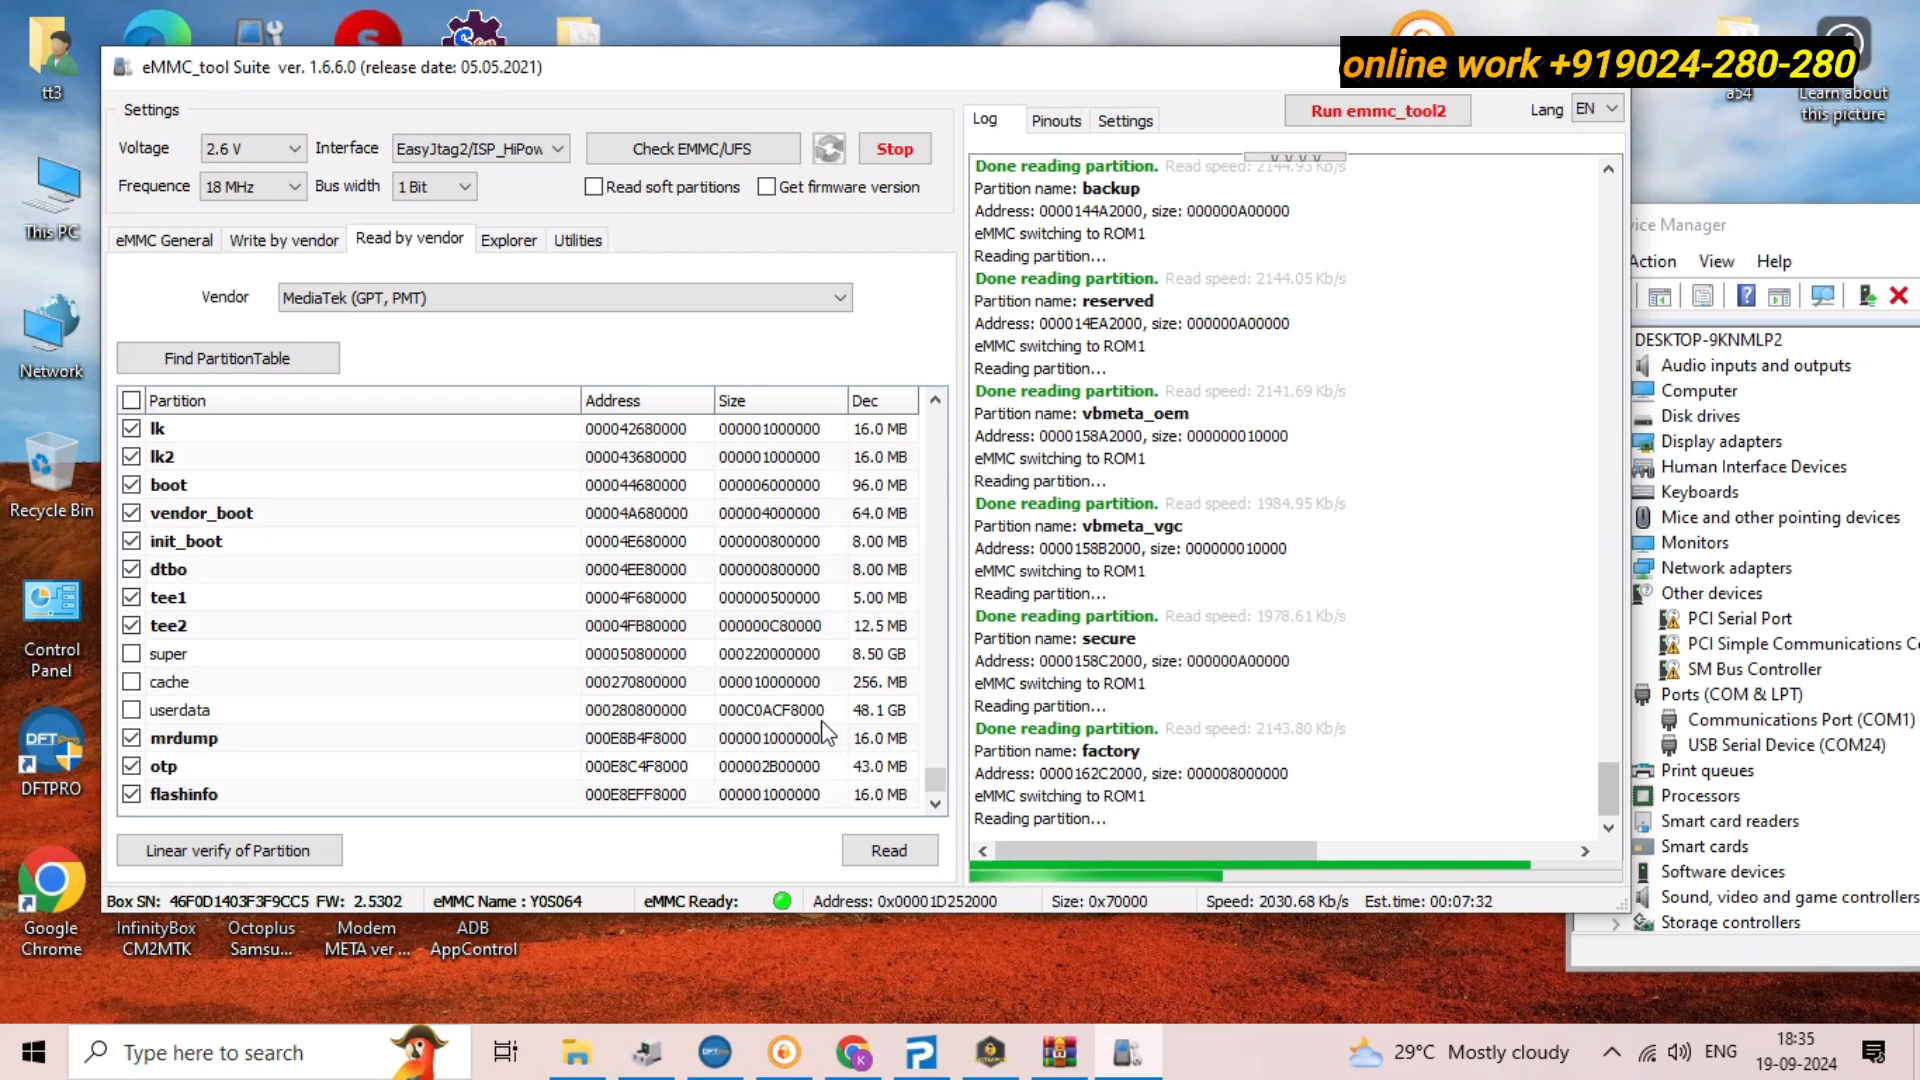 online work +919024-280-280
tt3
a54
Learn about
this picture
This PC
Network
Recycle Bin
Control
Panel
DFTPRO
Google
Chrome
InfinityBox
CM2MTK
Octoplus
Samsu...
Modem
META ver ...
ADB
AppControl
eMMC_tool Suite ver. 1.6.6.0 (release date: 05.05.2021)
Settings
Voltage 2.6 V Interface EasyJtag2/ISP_HiPow Check EMMC/UFS Stop
Frequence 18 MHz Bus width 1 Bit Read soft partitions Get firmware version
eMMC General Write by vendor Read by vendor Explorer Utilities
Vendor MediaTek (GPT, PMT)
Find PartitionTable
Partition Address Size Dec
lk 000042680000 000001000000 16.0 MB
lk2 000043680000 000001000000 16.0 MB
boot 000044680000 000006000000 96.0 MB
vendor_boot 00004A680000 000004000000 64.0 MB
init_boot 00004E680000 000000800000 8.00 MB
dtbo 00004EE80000 000000800000 8.00 MB
tee1 00004F680000 000000500000 5.00 MB
tee2 00004FB80000 000000C80000 12.5 MB
super 000050800000 000220000000 8.50 GB
cache 000270800000 000010000000 256. MB
userdata 000280800000 000C0ACF8000 48.1 GB
mrdump 000E8B4F8000 000001000000 16.0 MB
otp 000E8C4F8000 000002B00000 43.0 MB
flashinfo 000E8EFF8000 000001000000 16.0 MB
Linear verify of Partition Read
Log Pinouts Settings Run emmc_tool2 Lang EN
Done reading partition. Read speed: 2144.93 Kb/s
Partition name: backup
Address: 0000144A2000, size: 000000A00000
eMMC switching to ROM1
Reading partition...
Done reading partition. Read speed: 2144.05 Kb/s
Partition name: reserved
Address: 000014EA2000, size: 000000A00000
eMMC switching to ROM1
Reading partition...
Done reading partition. Read speed: 2141.69 Kb/s
Partition name: vbmeta_oem
Address: 0000158A2000, size: 000000010000
eMMC switching to ROM1
Reading partition...
Done reading partition. Read speed: 1984.95 Kb/s
Partition name: vbmeta_vgc
Address: 0000158B2000, size: 000000010000
eMMC switching to ROM1
Reading partition...
Done reading partition. Read speed: 1978.61 Kb/s
Partition name: secure
Address: 0000158C2000, size: 000000A00000
eMMC switching to ROM1
Reading partition...
Done reading partition. Read speed: 2143.80 Kb/s
Partition name: factory
Address: 0000162C2000, size: 000008000000
eMMC switching to ROM1
Reading partition...
Box SN: 46F0D1403F3F9CC5 FW: 2.5302 eMMC Name : Y0S064 eMMC Ready: Address: 0x00001D252000 Size: 0x70000 Speed: 2030.68 Kb/s Est.time: 00:07:32
vice Manager
Action View Help
DESKTOP-9KNMLP2
Audio inputs and outputs
Computer
Disk drives
Display adapters
Human Interface Devices
Keyboards
Mice and other pointing devices
Monitors
Network adapters
Other devices
PCI Serial Port
PCI Simple Communications Co
SM Bus Controller
Ports (COM & LPT)
Communications Port (COM1)
USB Serial Device (COM24)
Print queues
Processors
Smart card readers
Smart cards
Software devices
Sound, video and game controllers
Storage controllers
Type here to search
29°C Mostly cloudy
ENG
18:35
19-09-2024